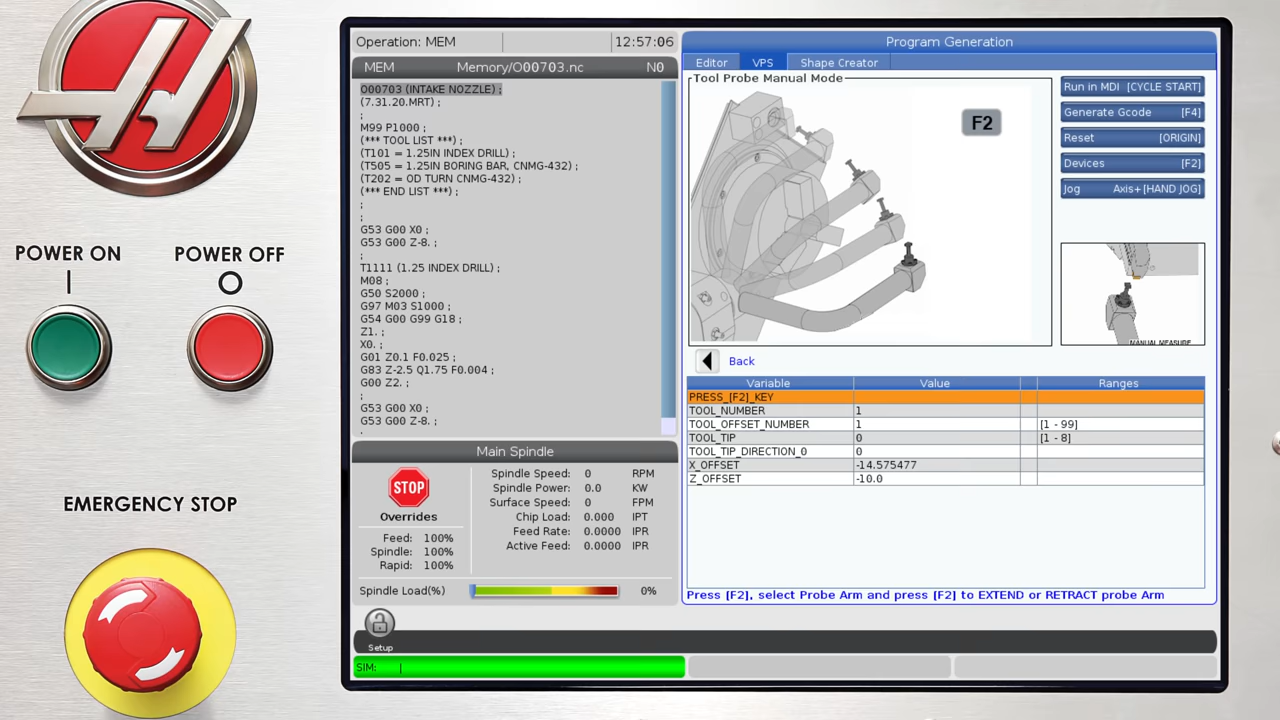 POWER ON
POWER OFF
EMERGENCY STOP
Operation: MEM
12:57:06
MEM
Memory/O00703.nc
N0
O00703 (INTAKE NOZZLE) ;
(7.31.20.MRT) ;
;
M99 P1000 ;
(*** TOOL LIST ***) ;
(T101 = 1.25IN INDEX DRILL) ;
(T505 = 1.25IN BORING BAR, CNMG-432) ;
(T202 = OD TURN CNMG-432) ;
(*** END LIST ***) ;
;
;
G53 G00 X0 ;
G53 G00 Z-8. ;
;
T1111 (1.25 INDEX DRILL) ;
M08 ;
G50 S2000 ;
G97 M03 S1000 ;
G54 G00 G99 G18 ;
Z1. ;
X0. ;
G01 Z0.1 F0.025 ;
G83 Z-2.5 Q1.75 F0.004 ;
G00 Z2. ;
;
G53 G00 X0 ;
G53 G00 Z-8. ;
Main Spindle
STOP
Overrides
Feed: 100%
Spindle: 100%
Rapid: 100%
Spindle Speed: 0 RPM
Spindle Power: 0.0 KW
Surface Speed: 0 FPM
Chip Load: 0.000 IPT
Feed Rate: 0.0000 IPR
Active Feed: 0.0000 IPR
Spindle Load(%) 0%
Program Generation
Editor VPS Shape Creator
Tool Probe Manual Mode
F2
Run in MDI [CYCLE START]
Generate Gcode [F4]
Reset [ORIGIN]
Devices [F2]
Jog Axis+[HAND JOG]
MANUAL MEASURE
Back
Variable Value Ranges
PRESS_[F2]_KEY
TOOL_NUMBER 1
TOOL_OFFSET_NUMBER 1 [1 - 99]
TOOL_TIP 0 [1 - 8]
TOOL_TIP_DIRECTION_0 0
X_OFFSET -14.575477
Z_OFFSET -10.0
Press [F2], select Probe Arm and press [F2] to EXTEND or RETRACT probe Arm
Setup
SIM: